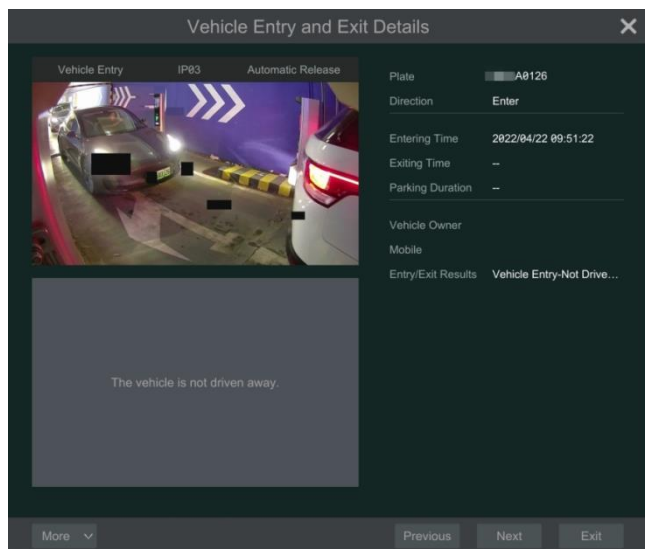 Vehicle Entry and Exit Details
Vehicle Entry IP03 Automatic Release
Plate A0126
Direction Enter
Entering Time 2022/04/22 09:51:22
Exiting Time --
Parking Duration --
Vehicle Owner
Mobile
Entry/Exit Results Vehicle Entry-Not Drive...
The vehicle is not driven away.
More Previous Next Exit